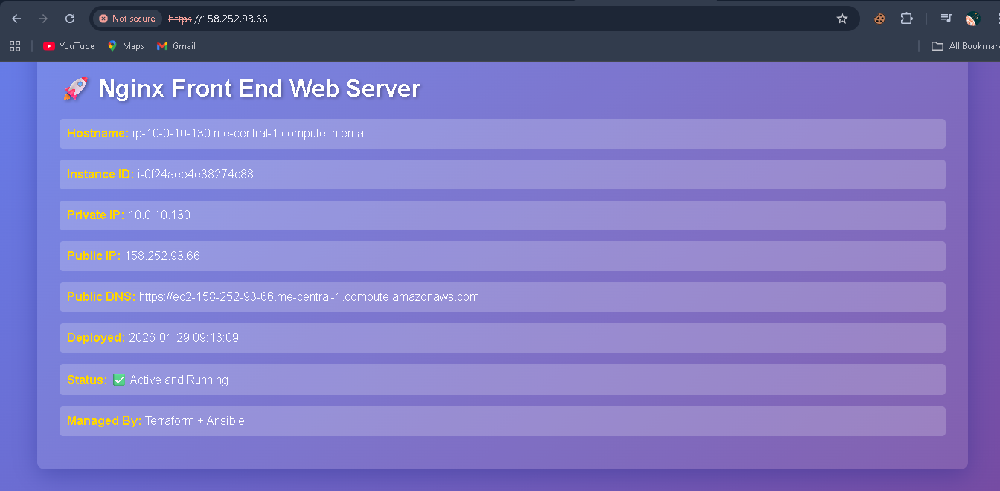 Not secure https://158.252.93.66
YouTube Maps Gmail All Bookmark
Nginx Front End Web Server
Hostname: ip-10-0-10-130.me-central-1.compute.internal
Instance ID: i-0f24aee4e38274c88
Private IP: 10.0.10.130
Public IP: 158.252.93.66
Public DNS: https://ec2-158-252-93-66.me-central-1.compute.amazonaws.com
Deployed: 2026-01-29 09:13:09
Status: ✅ Active and Running
Managed By: Terraform + Ansible